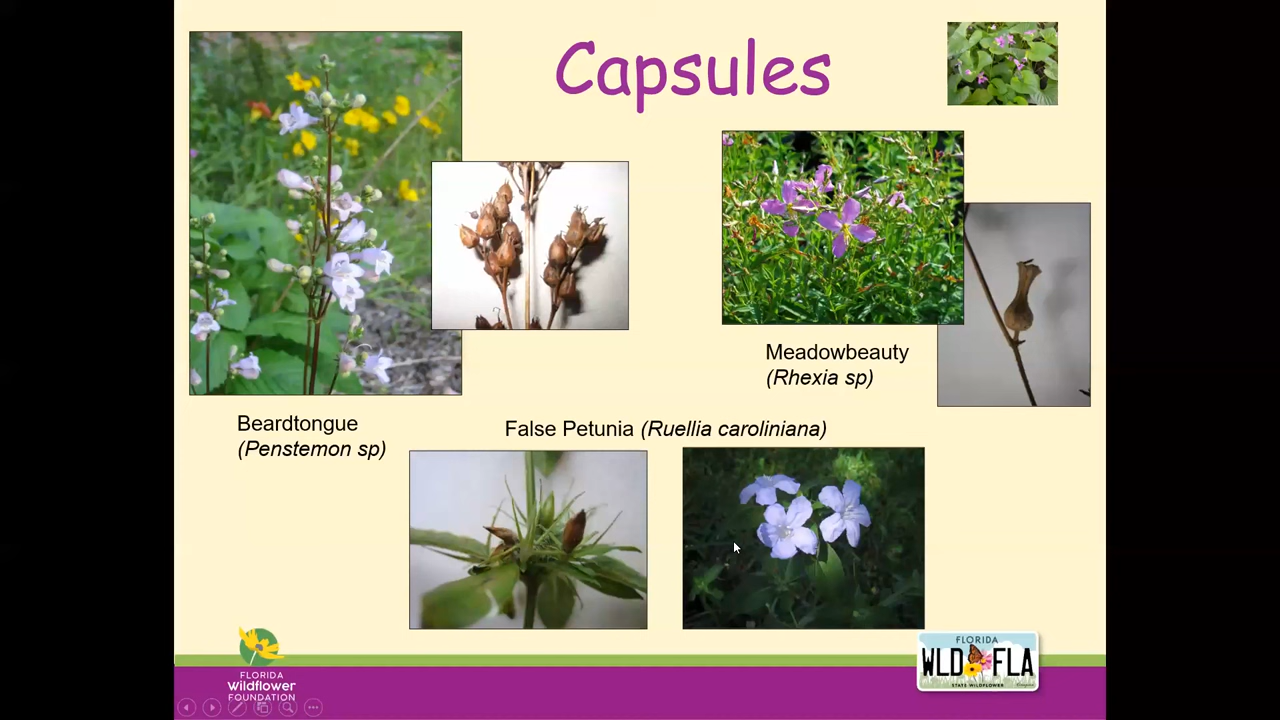 Capsules
Meadowbeauty
(Rhexia sp)
Beardtongue
(Penstemon sp)
False Petunia (Ruellia caroliniana)
FLORIDA
wildflower
FOUNDATION
FLORIDA
WLD FLA
STATE WILDFLOWER